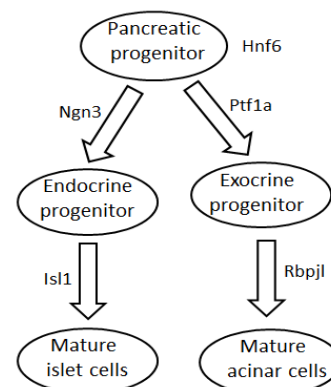 Pancreatic
progenitor
Hnf6
Ngn3
Ptf1a
Endocrine
progenitor
Exocrine
progenitor
Isl1
Rbpjl
Mature
islet cells
Mature
acinar cells